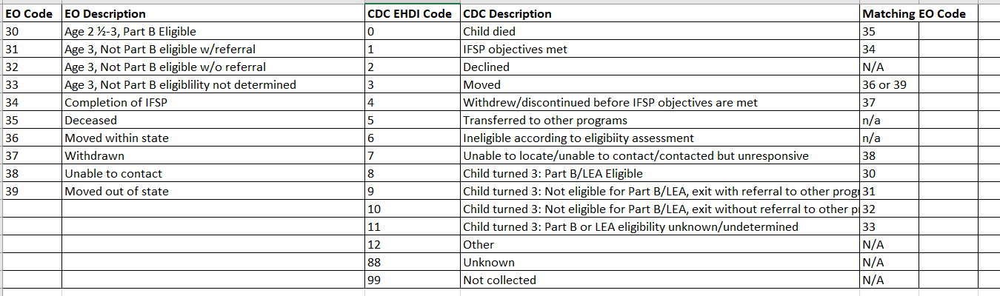 EO Code EO Description CDC EHDI Code CDC Description Matching EO Code
30 Age 2 ½-3, Part B Eligible 0 Child died 35
31 Age 3, Not Part B eligible w/referral 1 IFSP objectives met 34
32 Age 3, Not Part B eligible w/o referral 2 Declined N/A
33 Age 3, Not Part B eligiblility not determined 3 Moved 36 or 39
34 Completion of IFSP 4 Withdrew/discontinued before IFSP objectives are met 37
35 Deceased 5 Transferred to other programs n/a
36 Moved within state 6 Ineligible according to eligibiity assessment n/a
37 Withdrawn 7 Unable to locate/unable to contact/contacted but unresponsive 38
38 Unable to contact 8 Child turned 3: Part B/LEA Eligible 30
39 Moved out of state 9 Child turned 3: Not eligible for Part B/LEA, exit with referral to other progr 31
10 Child turned 3: Not eligible for Part B/LEA, exit without referral to other p 32
11 Child turned 3: Part B or LEA eligibility unknown/undetermined 33
12 Other N/A
88 Unknown N/A
99 Not collected N/A